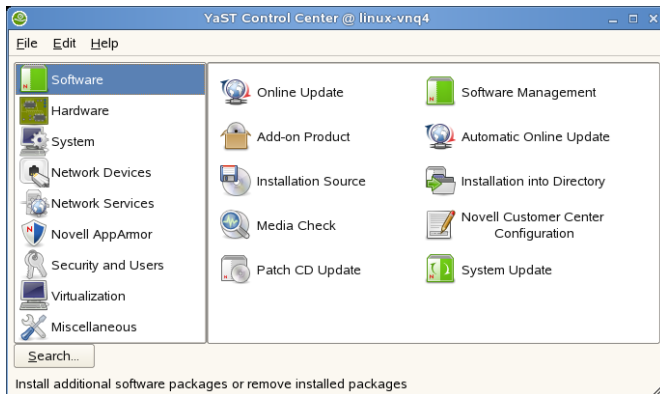 YaST Control Center @ linux-vnq4
File Edit Help
Software
Hardware
System
Network Devices
Network Services
Novell AppArmor
Security and Users
Virtualization
Miscellaneous
Search...
Online Update
Software Management
Add-on Product
Automatic Online Update
Installation Source
Installation into Directory
Media Check
Novell Customer Center
Configuration
Patch CD Update
System Update
Install additional software packages or remove installed packages